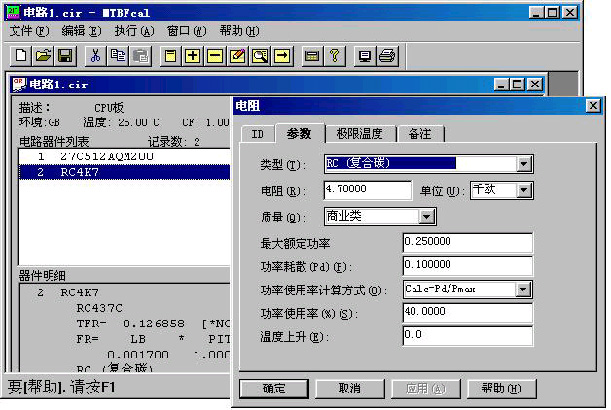 电路1.cir - MTBFcal
文件(F) 编辑(E) 执行(A) 窗口(W) 帮助(H)
电路1.cir
描述: CPU板
环境:GB 温度: 25.00 C CF 1.00
电路器件列表 记录数: 2
1 27C512AQM200
2 RC4K7
器件明细
2 RC4K7
RC437C
TFR- 0.126858 [*NO
FR= LB * PIT
0.001700 1.000
RC (复合碳)
要[帮助].请按F1
电阻
ID 参数 极限温度 备注
类型(T): RC (复合碳)
电阻(R): 4.70000 单位(U): 千欧
质量(Q): 商业类
最大额定功率 0.250000
功率耗散(Pd)(F): 0.100000
功率使用率计算方式(O): Calc-Pd/Pmax
功率使用率(%)(S): 40.0000
温度上升(E): 0.0
确定 取消 应用(A) 帮助(H)